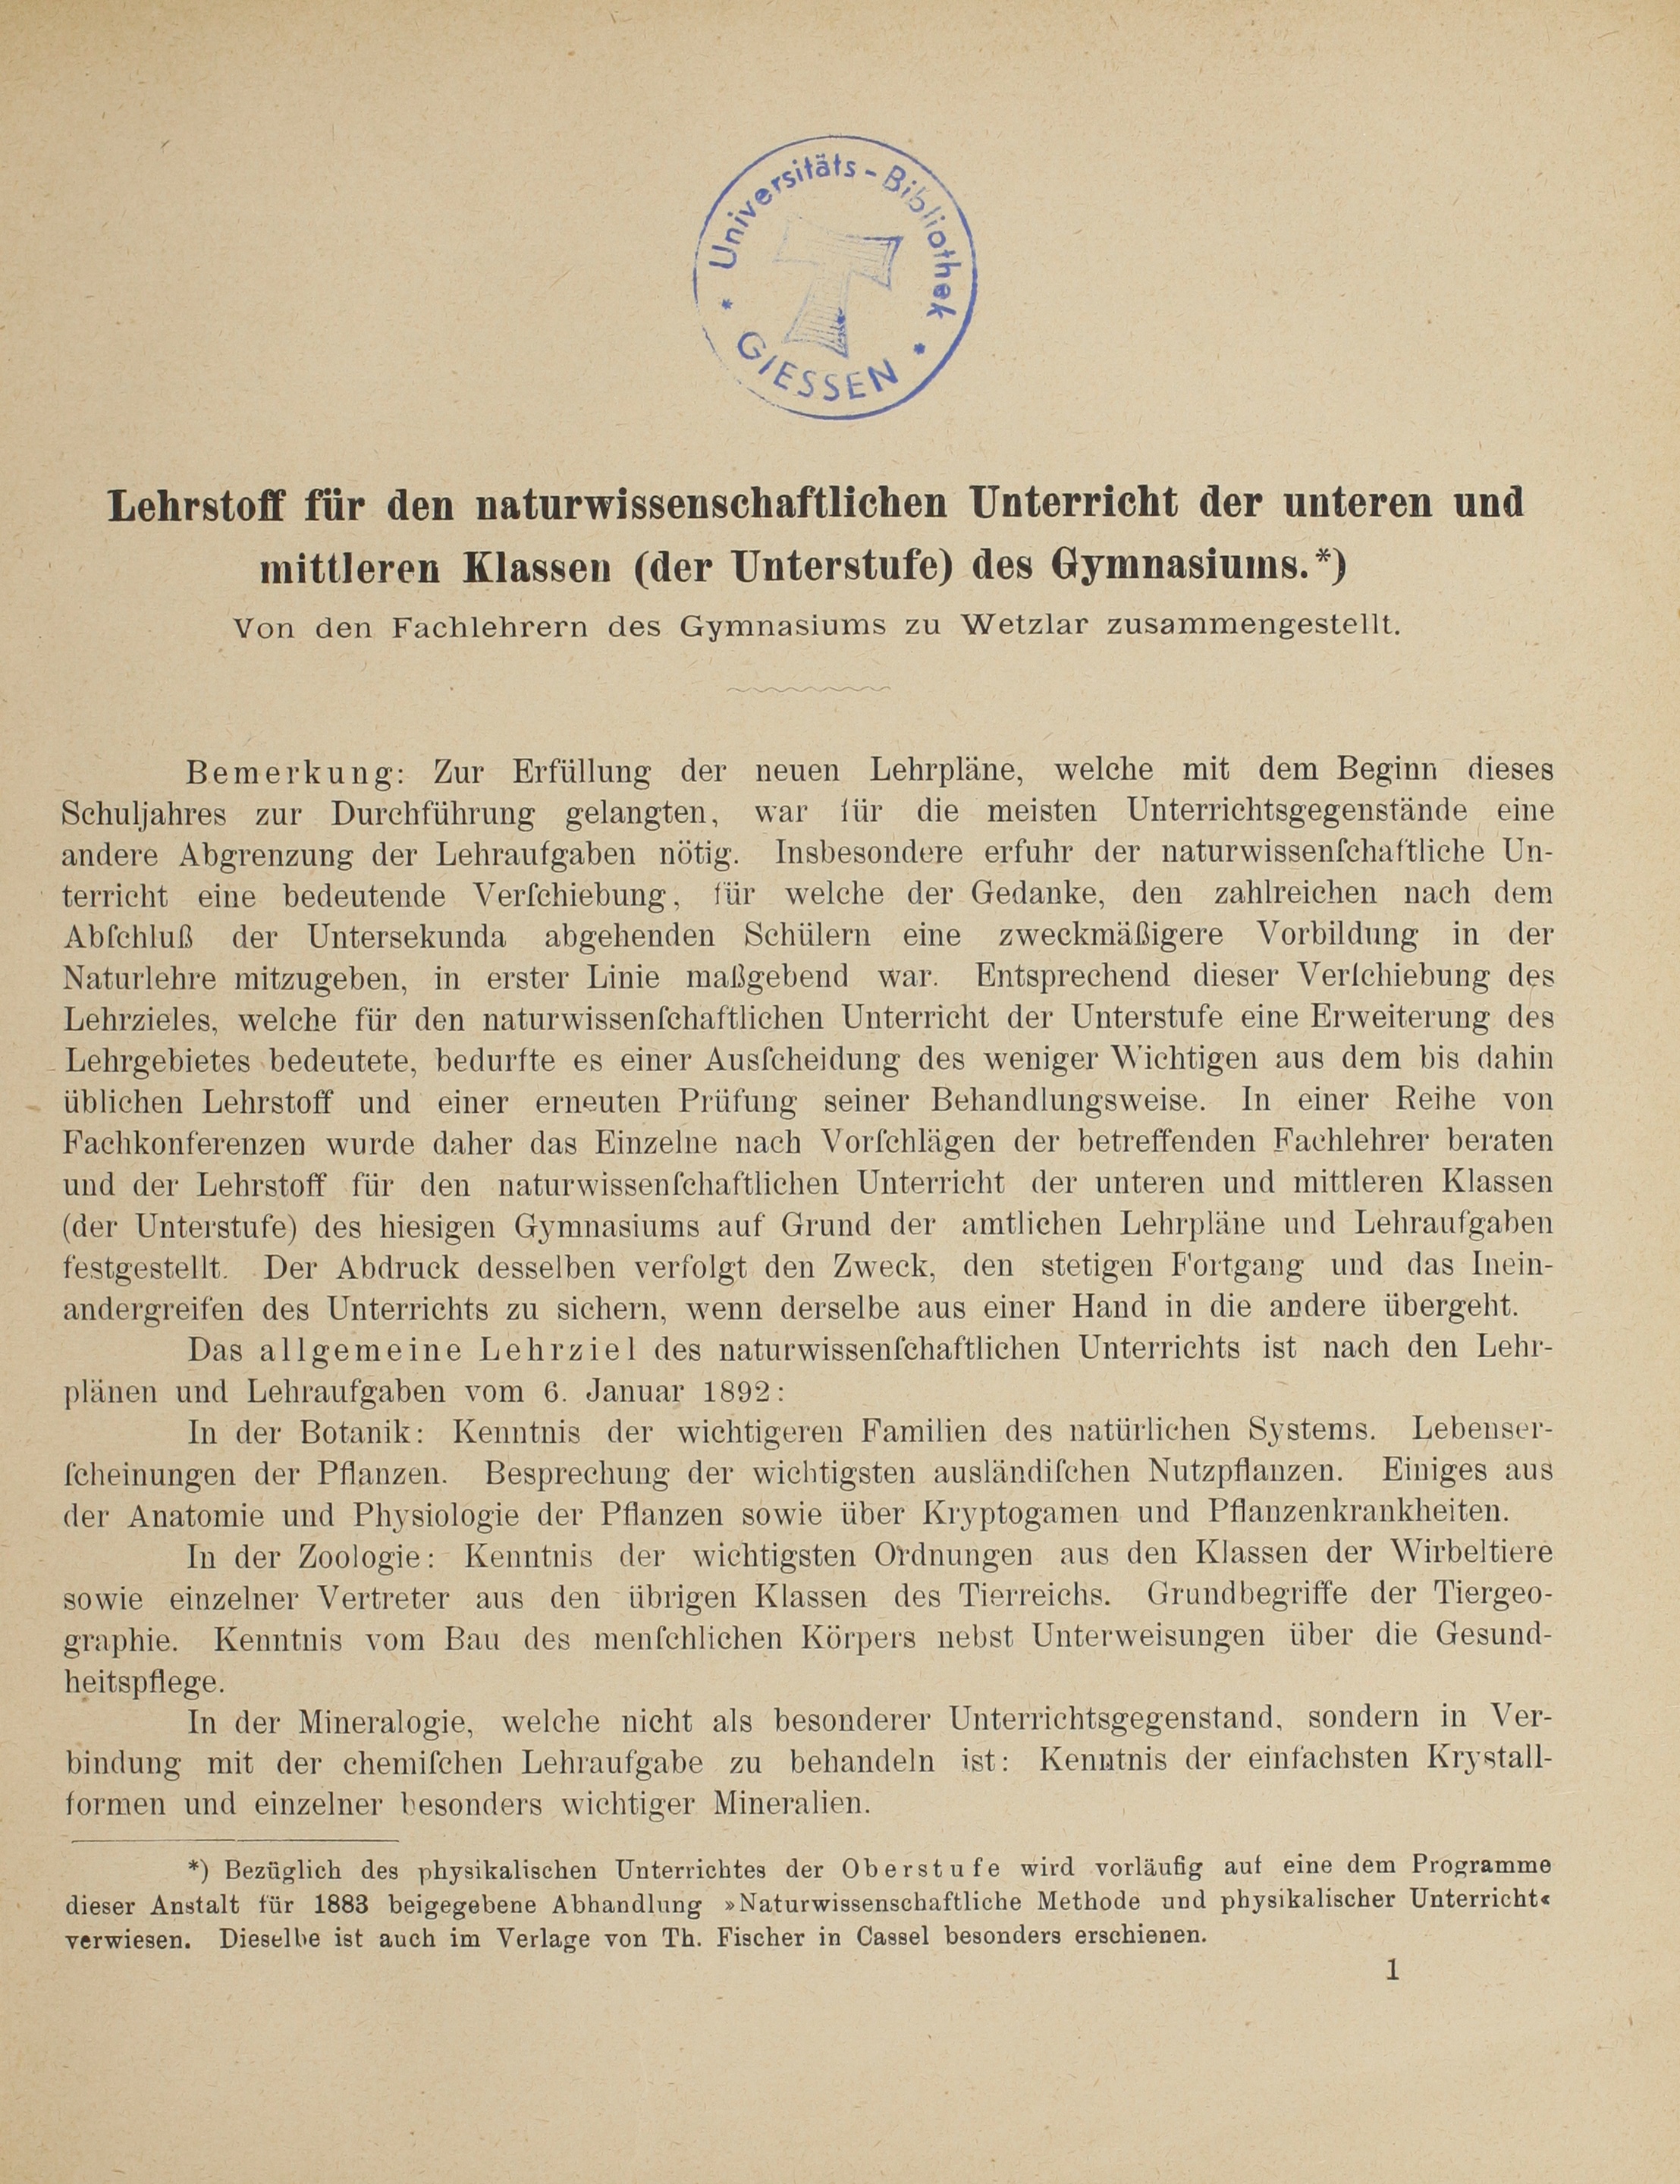 Universitäts-Bibliothek
* GIESSEN *
Lehrstoff für den naturwissenschaftlichen Unterricht der unteren und
mittleren Klassen (der Unterstufe) des Gymnasiums.*)
Von den Fachlehrern des Gymnasiums zu Wetzlar zusammengestellt.
Bemerkung: Zur Erfüllung der neuen Lehrpläne, welche mit dem Beginn dieses
Schuljahres zur Durchführung gelangten, war für die meisten Unterrichtsgegenstände eine
andere Abgrenzung der Lehraufgaben nötig. Insbesondere erfuhr der naturwissenſchaftliche Un-
terricht eine bedeutende Verſchiebung, für welche der Gedanke, den zahlreichen nach dem
Abſchluß der Untersekunda abgehenden Schülern eine zweckmäßigere Vorbildung in der
Naturlehre mitzugeben, in erster Linie maßgebend war. Entsprechend dieser Verſchiebung des
Lehrzieles, welche für den naturwissenſchaftlichen Unterricht der Unterstufe eine Erweiterung des
Lehrgebietes bedeutete, bedurfte es einer Ausſcheidung des weniger Wichtigen aus dem bis dahin
üblichen Lehrstoff und einer erneuten Prüfung seiner Behandlungsweise. In einer Reihe von
Fachkonferenzen wurde daher das Einzelne nach Vorſchlägen der betreffenden Fachlehrer beraten
und der Lehrstoff für den naturwissenſchaftlichen Unterricht der unteren und mittleren Klassen
(der Unterstufe) des hiesigen Gymnasiums auf Grund der amtlichen Lehrpläne und Lehraufgaben
festgestellt. Der Abdruck desselben verfolgt den Zweck, den stetigen Fortgang und das Inein-
andergreifen des Unterrichts zu sichern, wenn derselbe aus einer Hand in die andere übergeht.
Das allgemeine Lehrziel des naturwissenſchaftlichen Unterrichts ist nach den Lehr-
plänen und Lehraufgaben vom 6. Januar 1892:
In der Botanik: Kenntnis der wichtigeren Familien des natürlichen Systems. Lebenser-
ſcheinungen der Pflanzen. Besprechung der wichtigsten ausländiſchen Nutzpflanzen. Einiges aus
der Anatomie und Physiologie der Pflanzen sowie über Kryptogamen und Pflanzenkrankheiten.
In der Zoologie: Kenntnis der wichtigsten Ordnungen aus den Klassen der Wirbeltiere
sowie einzelner Vertreter aus den übrigen Klassen des Tierreichs. Grundbegriffe der Tiergeo-
graphie. Kenntnis vom Bau des menſchlichen Körpers nebst Unterweisungen über die Gesund-
heitspflege.
In der Mineralogie, welche nicht als besonderer Unterrichtsgegenstand, sondern in Ver-
bindung mit der chemiſchen Lehraufgabe zu behandeln ist: Kenntnis der einfachsten Krystall-
formen und einzelner besonders wichtiger Mineralien.
*) Bezüglich des physikalischen Unterrichtes der Oberstufe wird vorläufig auf eine dem Programme
dieser Anstalt für 1883 beigegebene Abhandlung »Naturwissenschaftliche Methode und physikalischer Unterricht«
verwiesen. Dieselbe ist auch im Verlage von Th. Fischer in Cassel besonders erschienen.
1